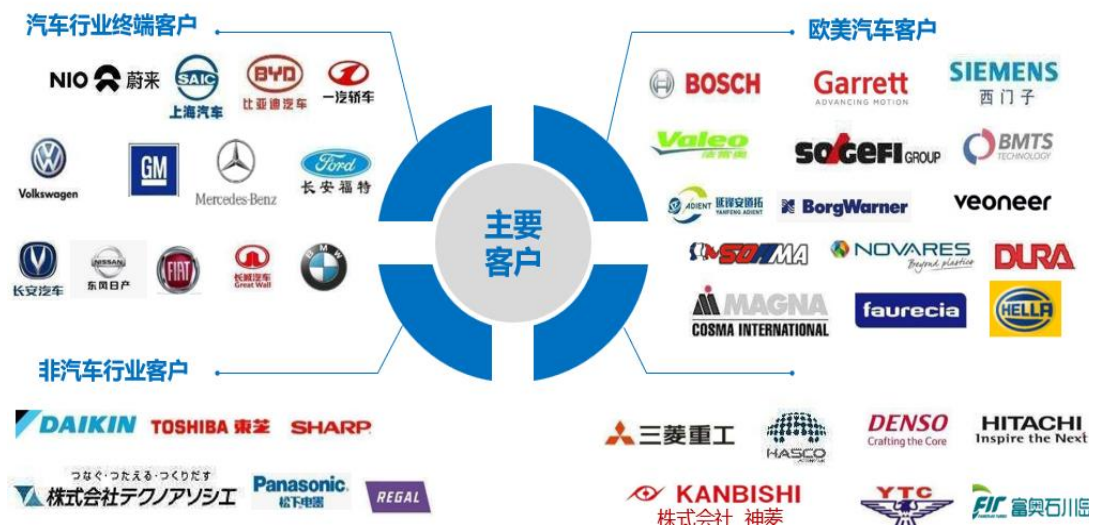 汽车行业终端客户
NIO 蔚来
SAIC
上海汽车
BYD
比亚迪汽车
一汽轿车
Volkswagen
GM
Mercedes-Benz
Ford
长安福特
长安汽车
NISSAN
东风日产
FIAT
长城汽车
Great Wall
BMW
主要
客户
欧美汽车客户
BOSCH
Garrett
ADVANCING MOTION
SIEMENS
西门子
Valeo
法雷奥
SOGEFI GROUP
BMTS
TECHNOLOGY
ADIENT 延锋安道拓
YANFENG ADIENT
BorgWarner
veoneer
NOVARES
Beyond plastics
DURA
MAGNA
COSMA INTERNATIONAL
faurecia
HELLA
非汽车行业客户
DAIKIN
TOSHIBA 東芝
SHARP
つなぐ・つたえる・つくりだす
株式会社テクノアソシエ
Panasonic
松下电器
REGAL
三菱重工
HASCO
DENSO
Crafting the Core
HITACHI
Inspire the Next
KANBISHI
株式会社 神菱
YTC
FIT 富奥石川岛